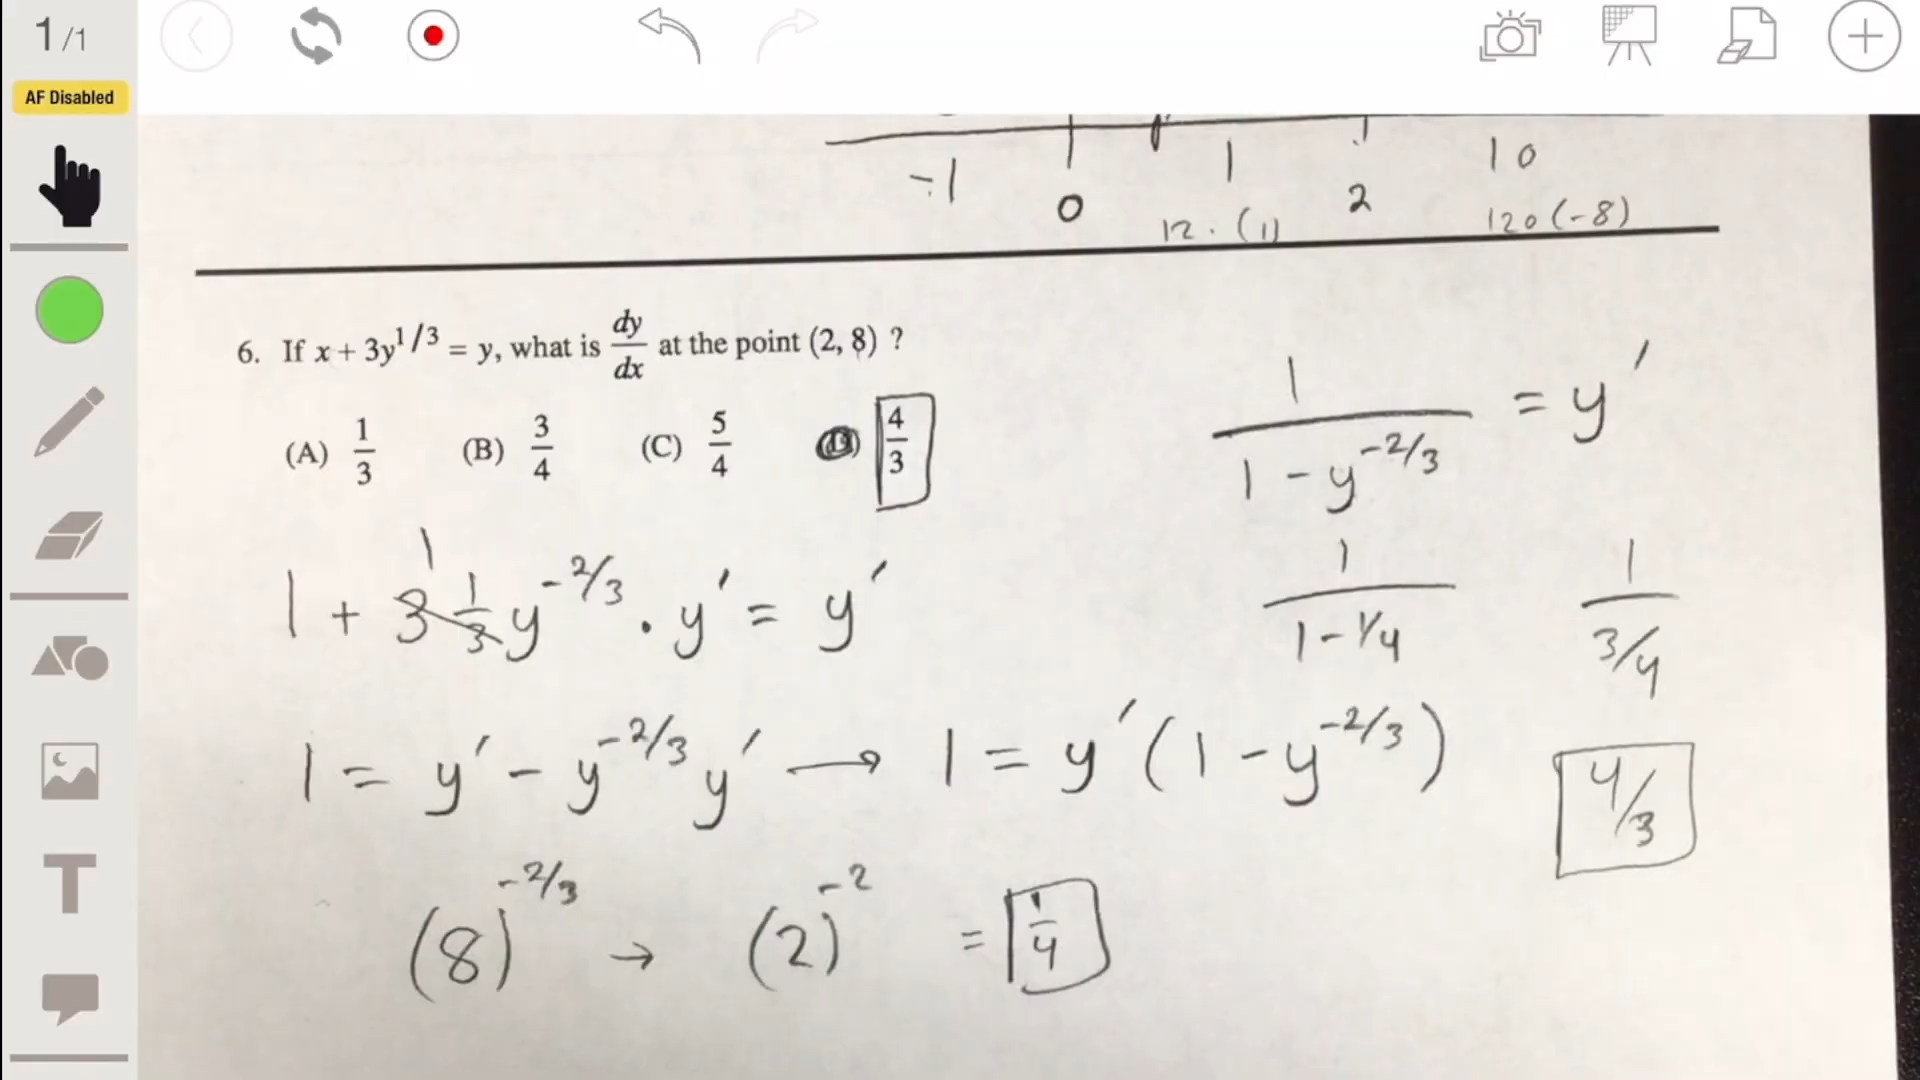 1/1
AF Disabled
-1 0 1 2 10
12 · (1) 120(-8)
6. If x + 3y^1/3 = y, what is dy/dx at the point (2, 8) ?
(A) 1/3 (B) 3/4 (C) 5/4 (D) 4/3
1/(1 - y^-2/3) = y'
1 + 3 1/3 y^-2/3 · y' = y'
1
1/(1 - 1/4) 1/(3/4)
1 = y' - y^-2/3 y' → 1 = y'(1 - y^-2/3)
4/3
(8)^-2/3 → (2)^-2 = 1/4
T